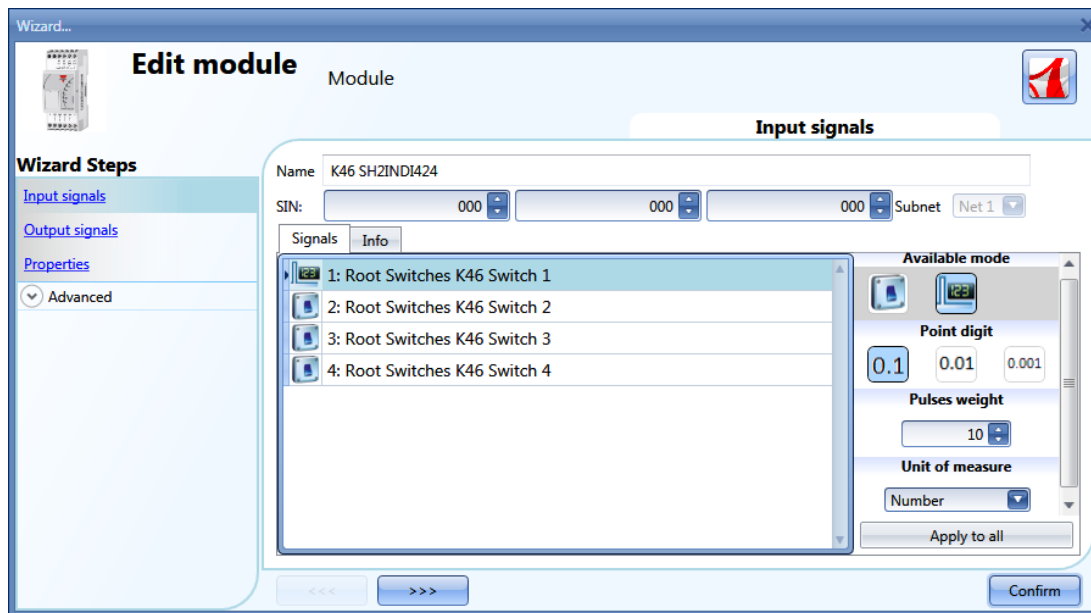 Wizard...
Edit module
Module
Input signals
Wizard Steps
Input signals
Output signals
Properties
Advanced
Name K46 SH2INDI424
SIN: 000 000 000 Subnet Net 1
Signals Info
1: Root Switches K46 Switch 1
2: Root Switches K46 Switch 2
3: Root Switches K46 Switch 3
4: Root Switches K46 Switch 4
Available mode
123
Point digit
0.1 0.01 0.001
Pulses weight
10
Unit of measure
Number
Apply to all
<<< >>> Confirm